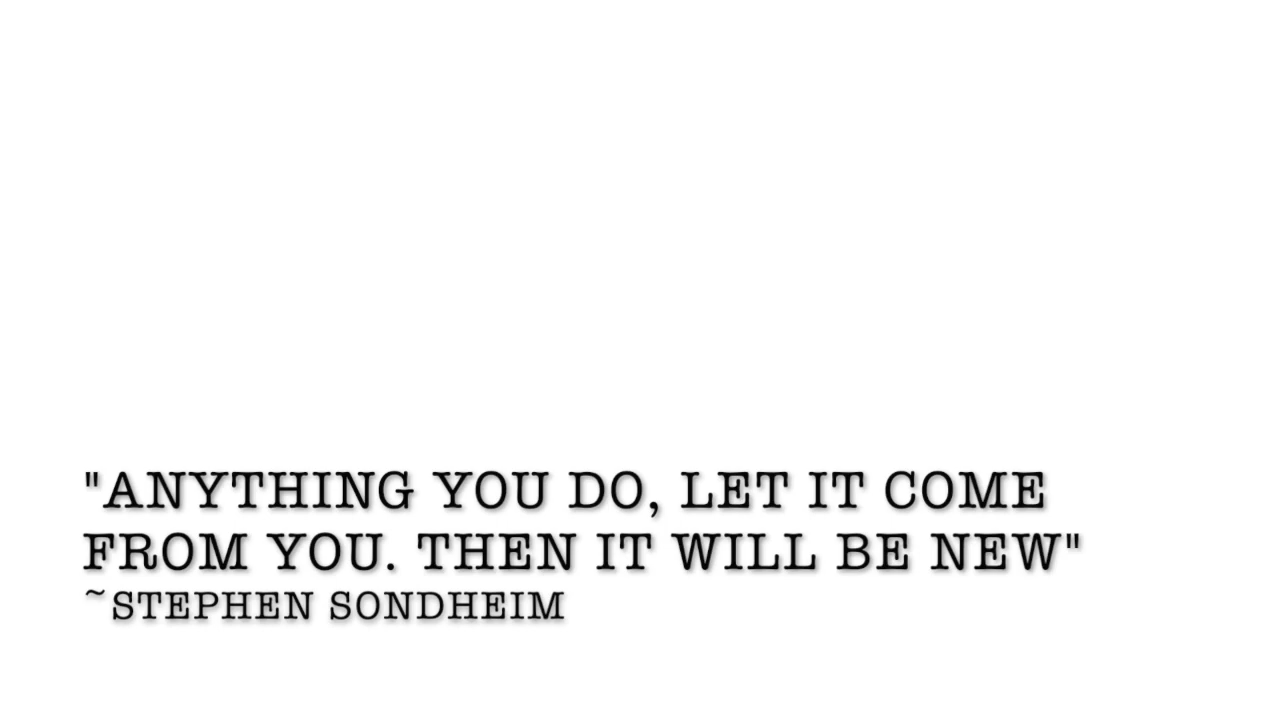 "ANYTHING YOU DO, LET IT COME
FROM YOU. THEN IT WILL BE NEW"
~STEPHEN SONDHEIM